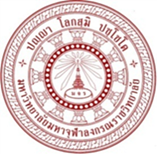 ปญฺญา โลกสฺมิ ปชฺโชโต
มหาวิทยาลัยมหาจุฬาลงกรณราชวิทยาลัย